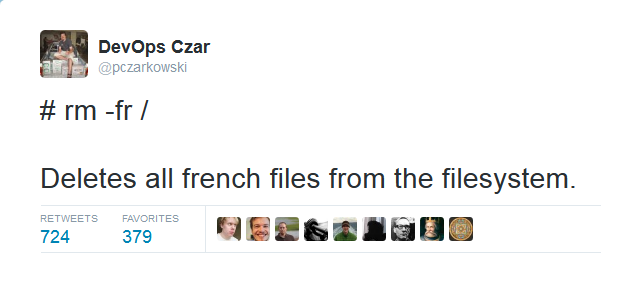 DevOps Czar
@pczarkowski
# rm -fr /
Deletes all french files from the filesystem.
RETWEETS FAVORITES
724 379